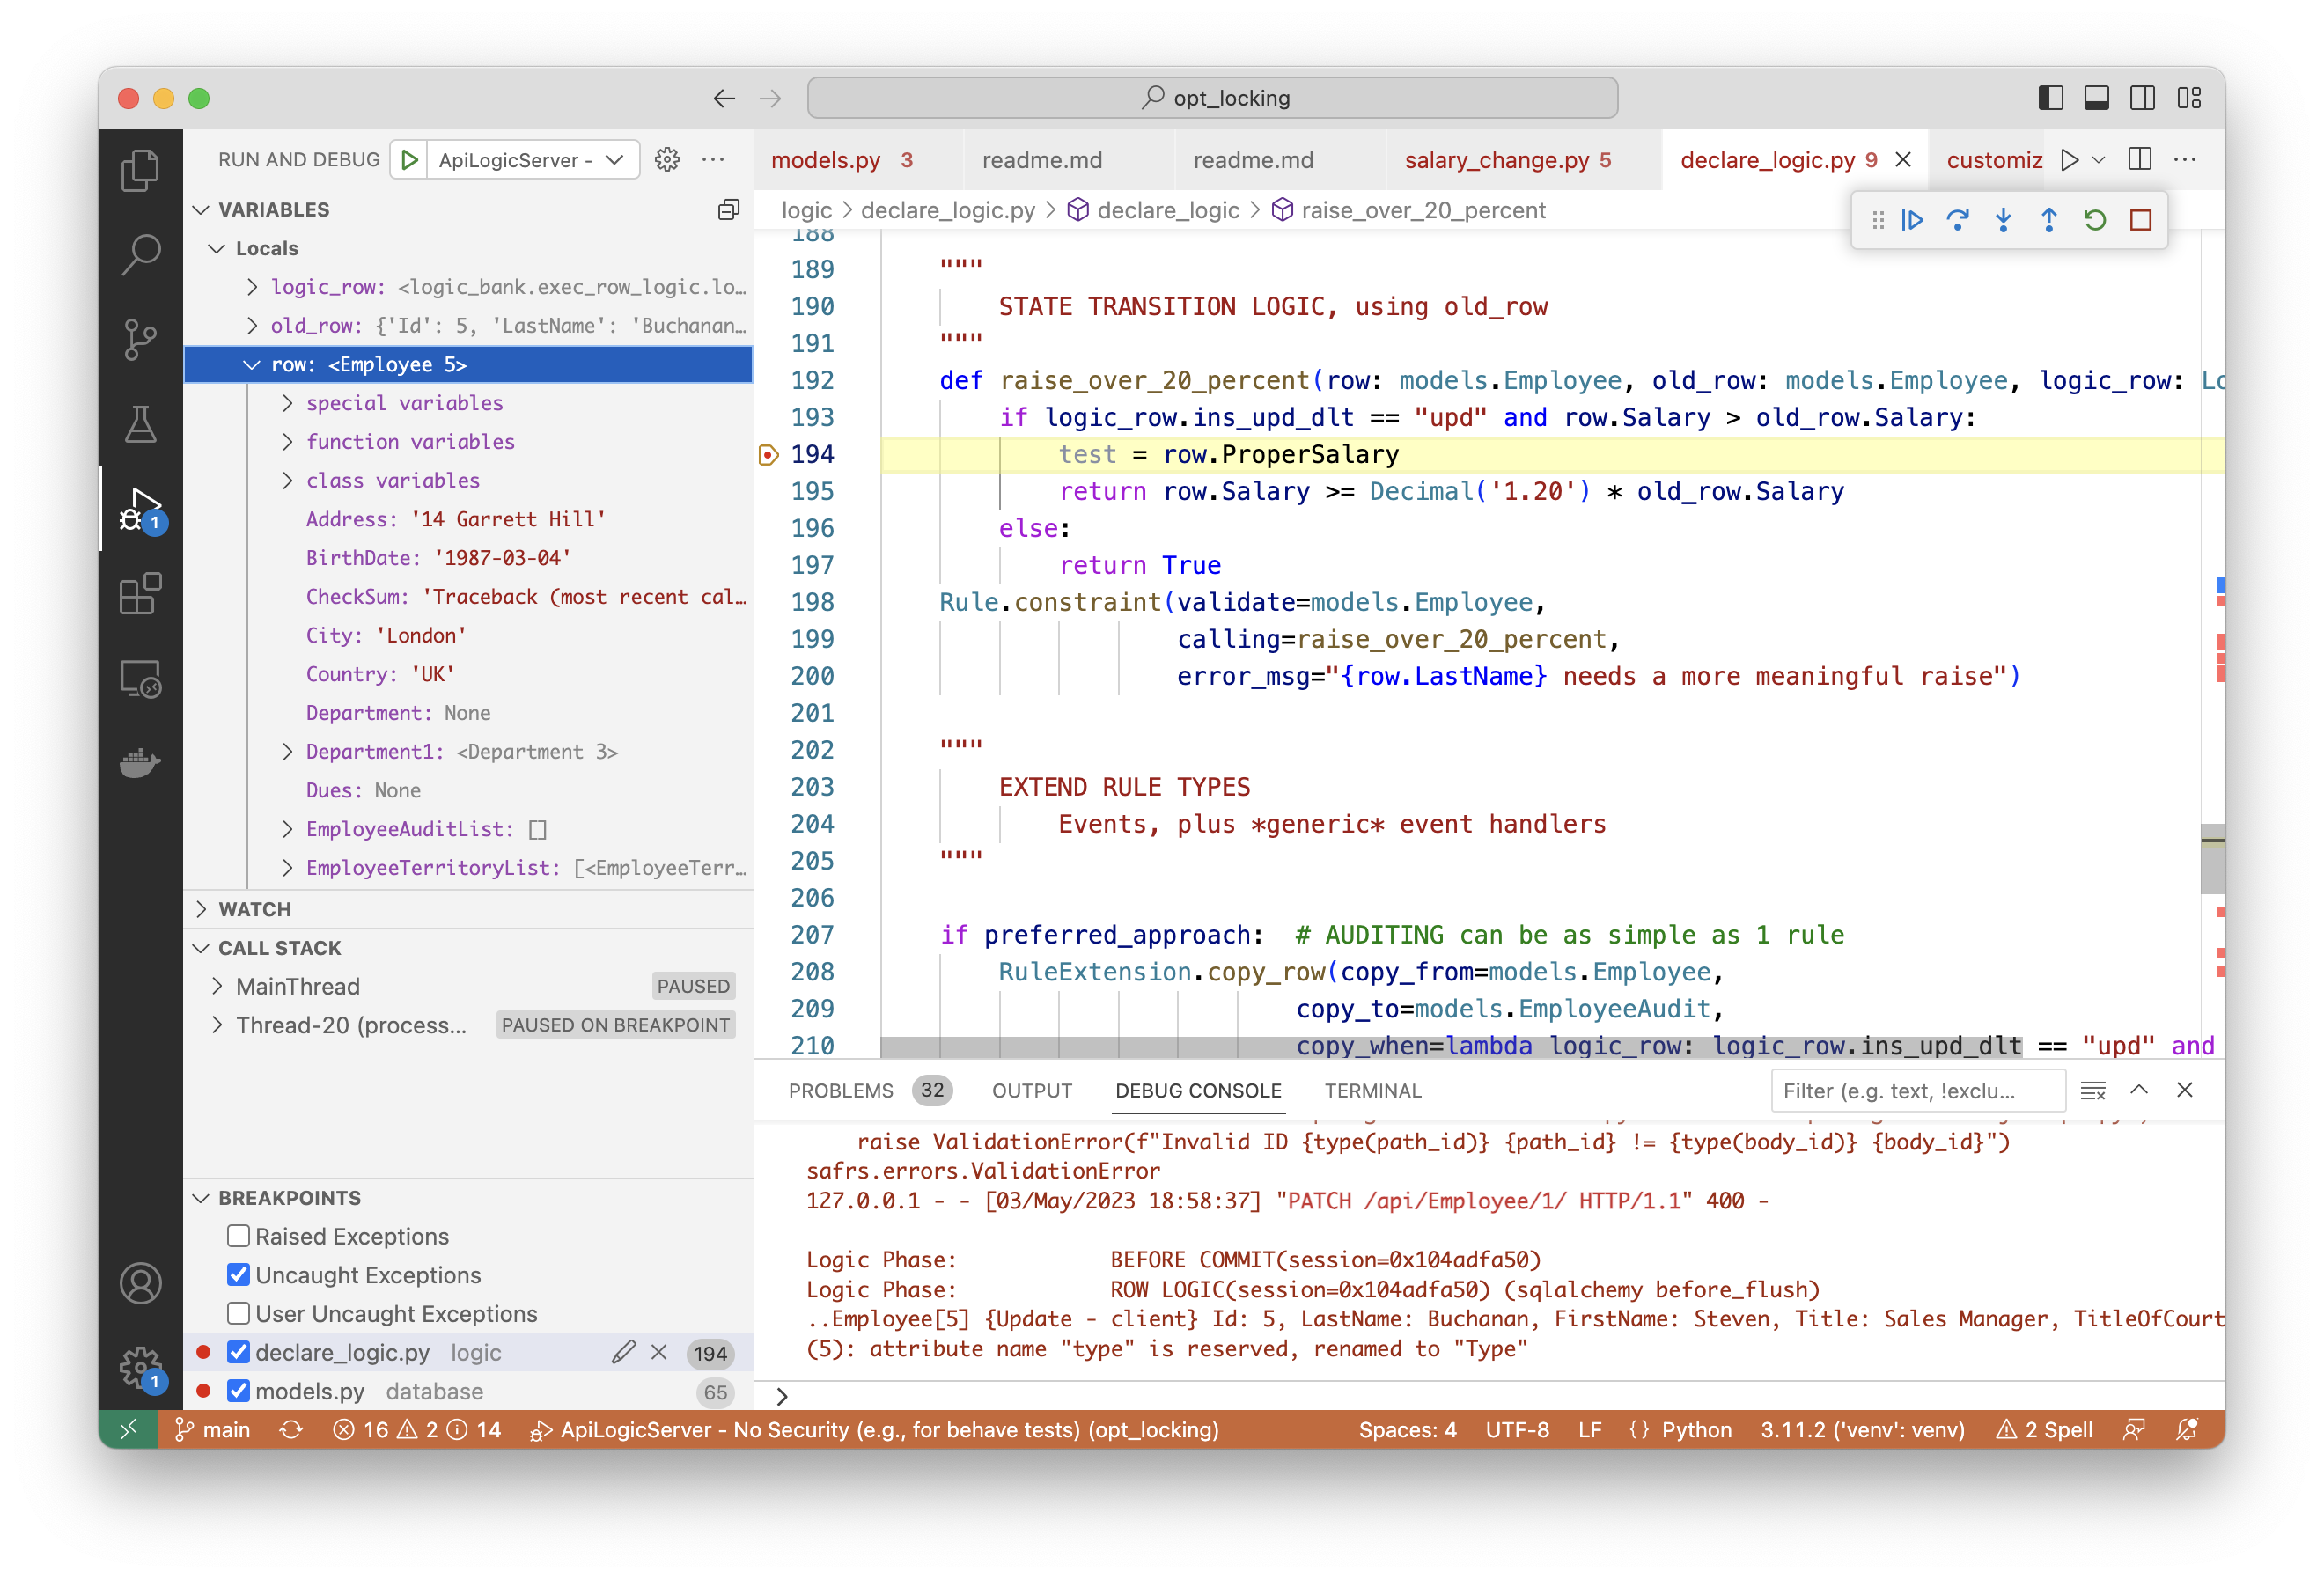 opt_locking
RUN AND DEBUG
ApiLogicServer -
VARIABLES
Locals
logic_row: <logic_bank.exec_row_logic.lo…
old_row: {'Id': 5, 'LastName': 'Buchanan…
row: <Employee 5>
special variables
function variables
class variables
Address: '14 Garrett Hill'
BirthDate: '1987-03-04'
CheckSum: 'Traceback (most recent cal…
City: 'London'
Country: 'UK'
Department: None
Department1: <Department 3>
Dues: None
EmployeeAuditList: []
EmployeeTerritoryList: [<EmployeeTerr…
WATCH
CALL STACK
MainThread PAUSED
Thread-20 (process… PAUSED ON BREAKPOINT
BREAKPOINTS
Raised Exceptions
Uncaught Exceptions
User Uncaught Exceptions
declare_logic.py logic 194
models.py database 65
1
1
models.py 3
readme.md
readme.md
salary_change.py 5
declare_logic.py 9
customiz
logic > declare_logic.py > declare_logic > raise_over_20_percent
188
189 """
190 STATE TRANSITION LOGIC, using old_row
191 """
192 def raise_over_20_percent(row: models.Employee, old_row: models.Employee, logic_row: Lo
193 if logic_row.ins_upd_dlt == "upd" and row.Salary > old_row.Salary:
194 test = row.ProperSalary
195 return row.Salary >= Decimal('1.20') * old_row.Salary
196 else:
197 return True
198 Rule.constraint(validate=models.Employee,
199 calling=raise_over_20_percent,
200 error_msg="{row.LastName} needs a more meaningful raise")
201
202 """
203 EXTEND RULE TYPES
204 Events, plus *generic* event handlers
205 """
206
207 if preferred_approach: # AUDITING can be as simple as 1 rule
208 RuleExtension.copy_row(copy_from=models.Employee,
209 copy_to=models.EmployeeAudit,
210 copy_when=lambda logic_row: logic_row.ins_upd_dlt == "upd" and
PROBLEMS 32 OUTPUT DEBUG CONSOLE TERMINAL
Filter (e.g. text, !exclu…
raise ValidationError(f"Invalid ID {type(path_id)} {path_id} != {type(body_id)} {body_id}")
safrs.errors.ValidationError
127.0.0.1 - - [03/May/2023 18:58:37] "PATCH /api/Employee/1/ HTTP/1.1" 400 -
Logic Phase: BEFORE COMMIT(session=0x104adfa50)
Logic Phase: ROW LOGIC(session=0x104adfa50) (sqlalchemy before_flush)
..Employee[5] {Update - client} Id: 5, LastName: Buchanan, FirstName: Steven, Title: Sales Manager, TitleOfCourt
(5): attribute name "type" is reserved, renamed to "Type"
>
main 16 2 14 ApiLogicServer - No Security (e.g., for behave tests) (opt_locking) Spaces: 4 UTF-8 LF {} Python 3.11.2 ('venv': venv) 2 Spell